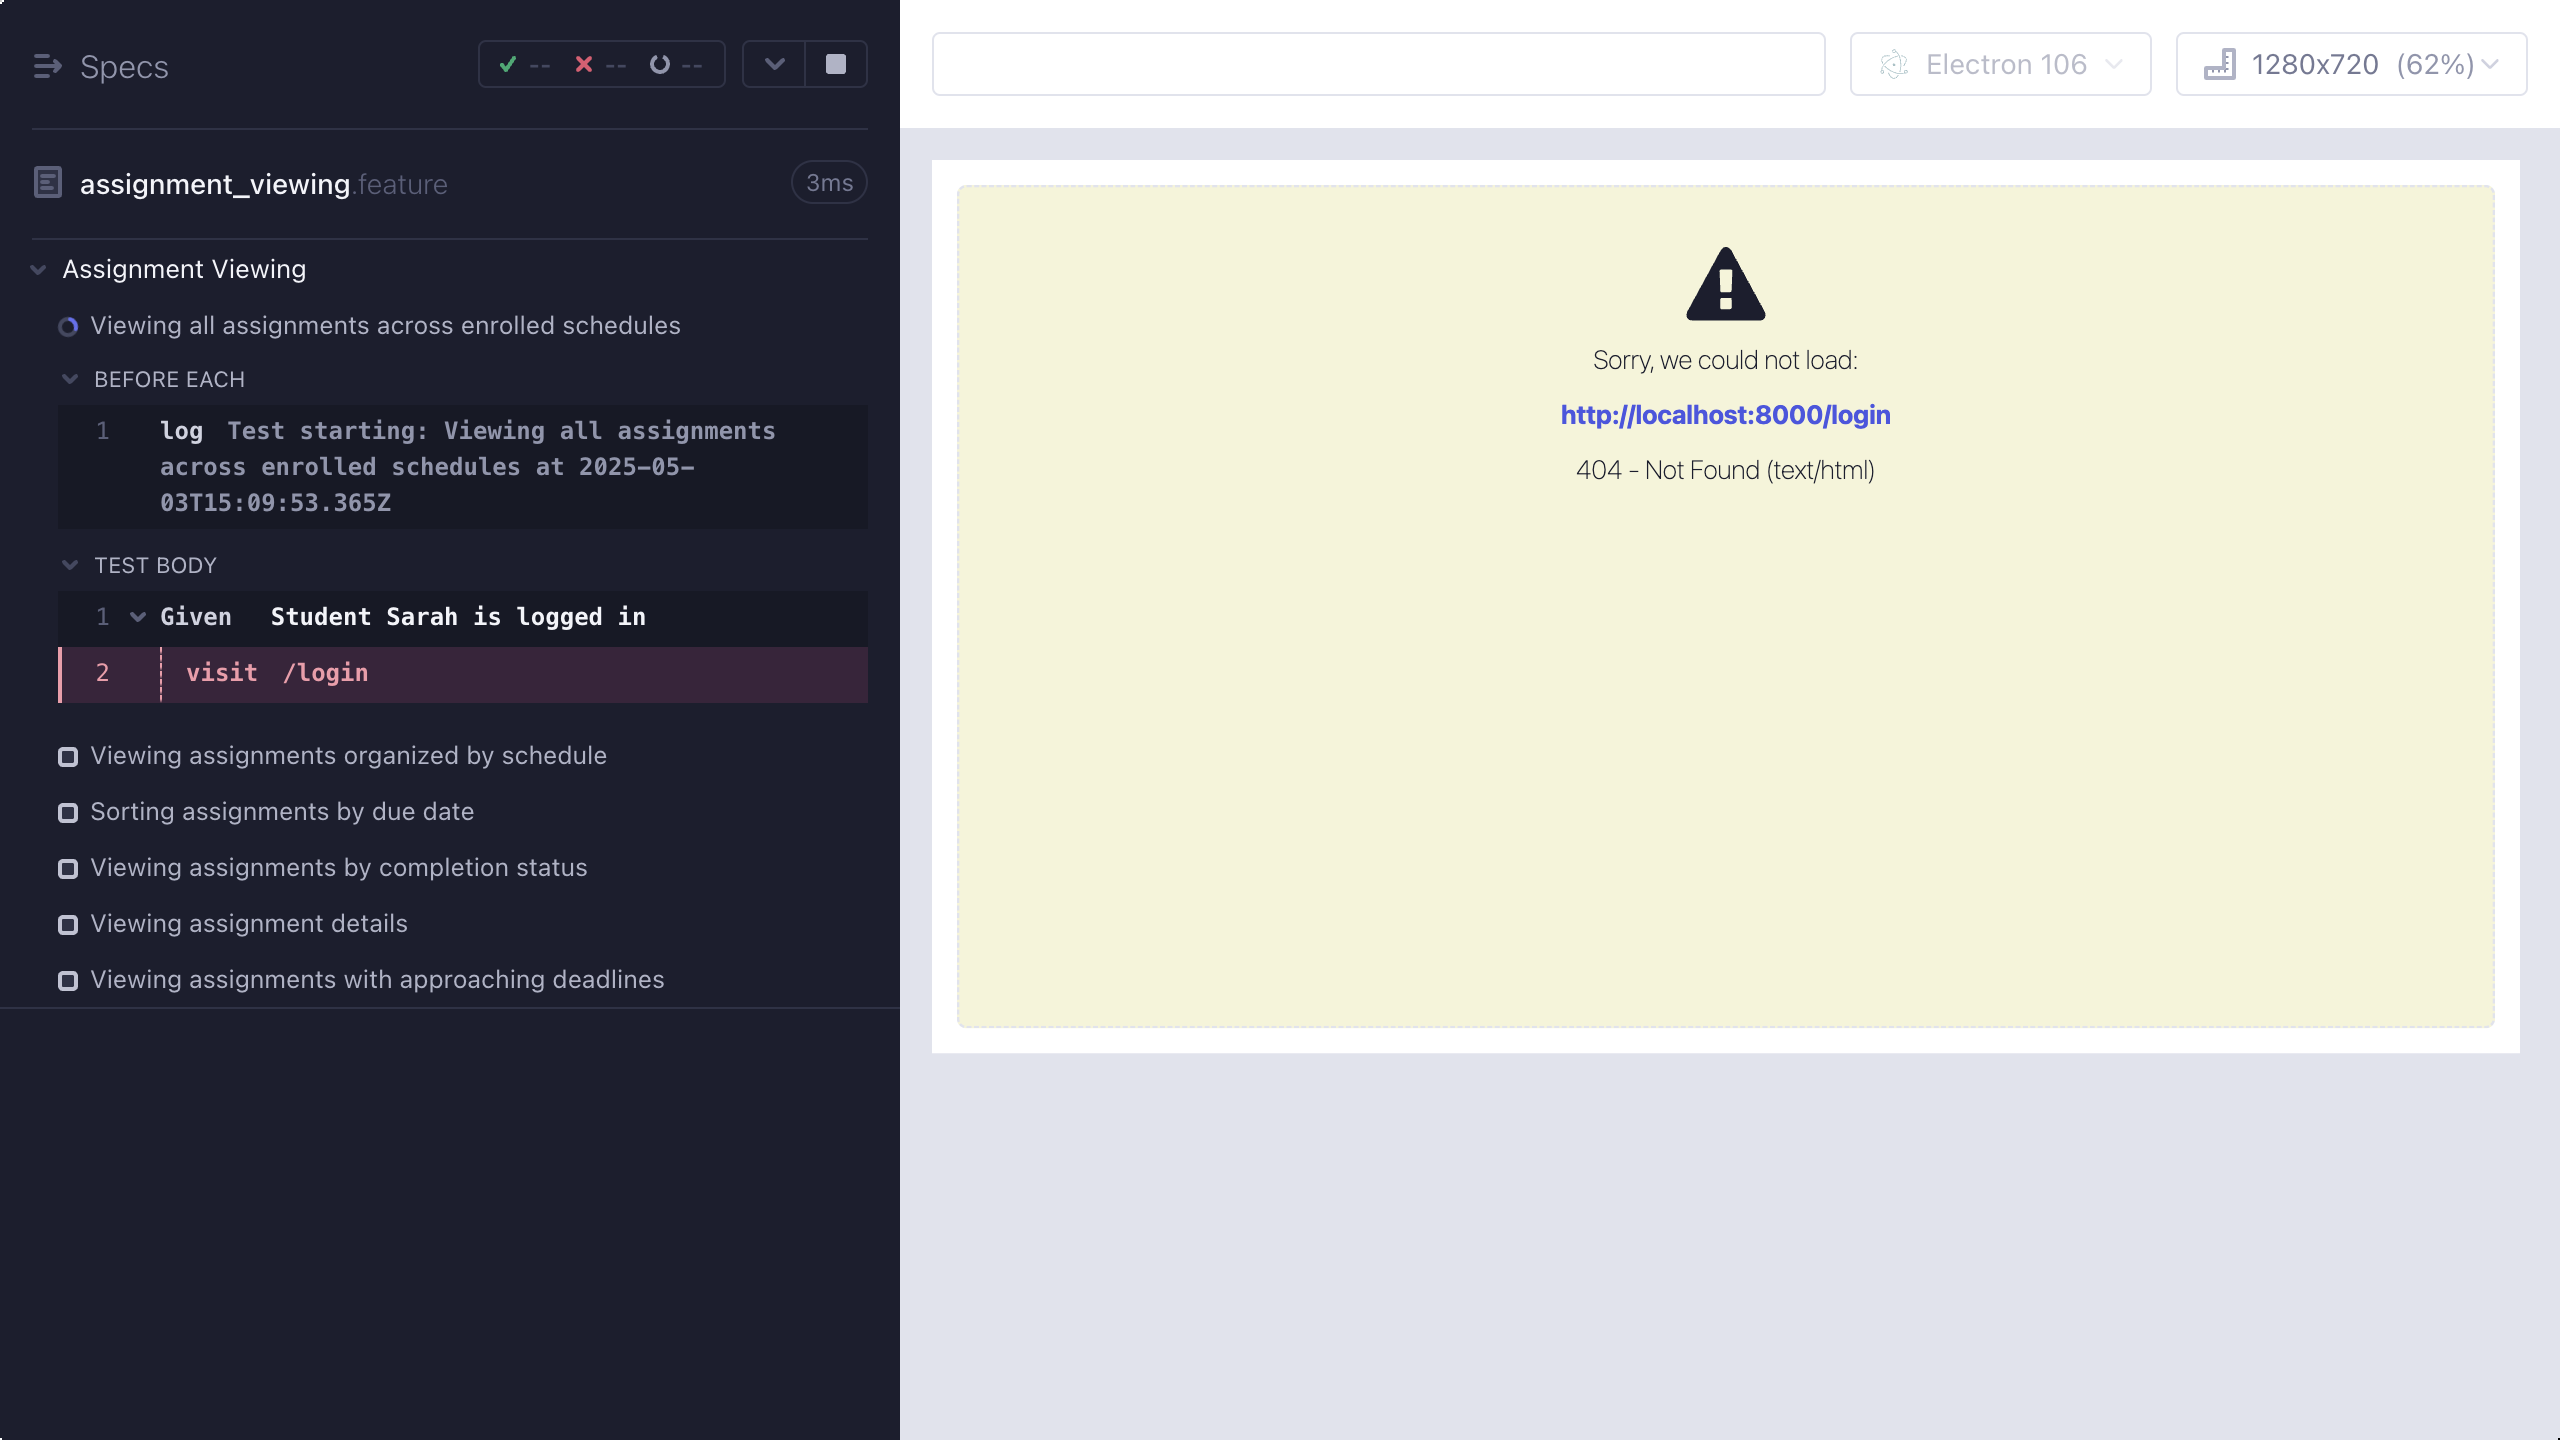 Specs
-- -- --
assignment_viewing.feature
3ms
Assignment Viewing
Viewing all assignments across enrolled schedules
BEFORE EACH
1 log Test starting: Viewing all assignments
across enrolled schedules at 2025-05-
03T15:09:53.365Z
TEST BODY
1 Given Student Sarah is logged in
2 visit /login
Viewing assignments organized by schedule
Sorting assignments by due date
Viewing assignments by completion status
Viewing assignment details
Viewing assignments with approaching deadlines
Electron 106
1280x720 (62%)
Sorry, we could not load:
http://localhost:8000/login
404 - Not Found (text/html)